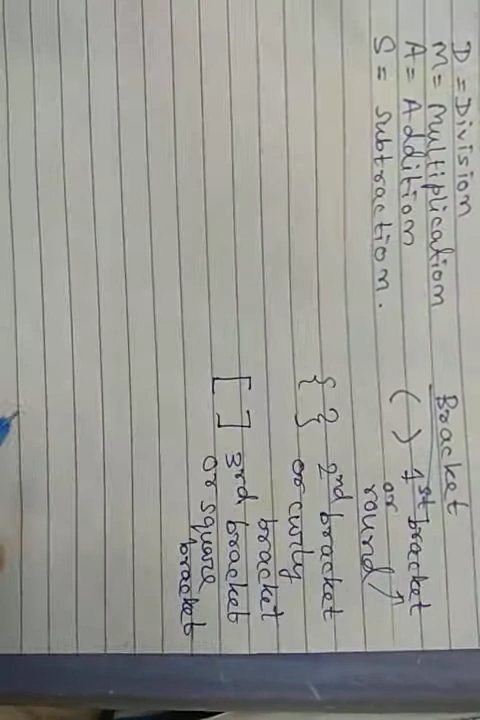 D = Division
M = Multiplication
A = Addition
S = Subtraction.
Bracket
( ) 1st bracket
or
round
{ } 2nd bracket
or curly
bracket
[ ] 3rd bracket
or square
bracket